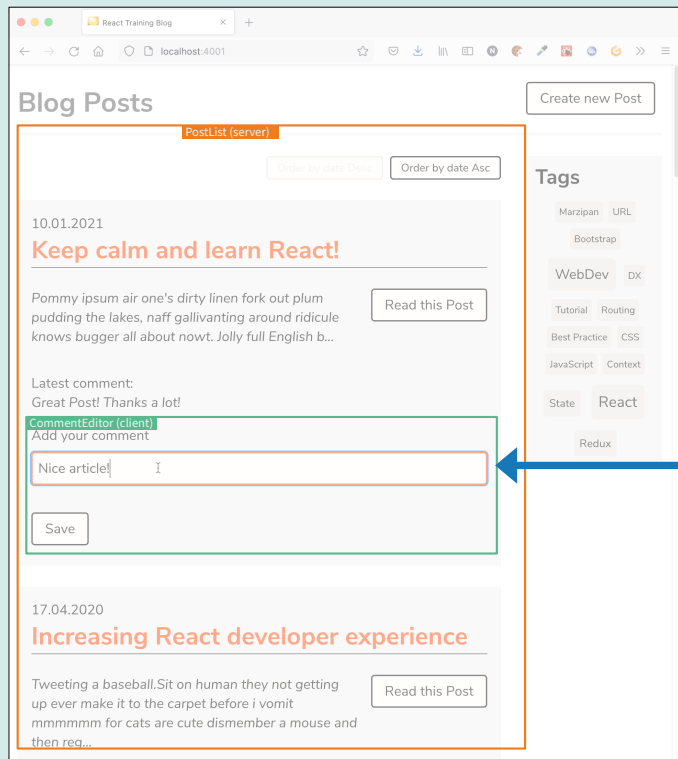 React Training Blog
localhost:4001
Blog Posts
Create new Post
PostList (server)
Order by date Desc
Order by date Asc
Tags
Marzipan
URL
Bootstrap
WebDev
DX
Tutorial
Routing
Best Practice
CSS
JavaScript
Context
State
React
Redux
10.01.2021
Keep calm and learn React!
Pommy ipsum air one's dirty linen fork out plum
pudding the lakes, naff gallivanting around ridicule
knows bugger all about nowt. Jolly full English b...
Read this Post
Latest comment:
Great Post! Thanks a lot!
CommentEditor (client)
Add your comment
Nice article!
Save
17.04.2020
Increasing React developer experience
Tweeting a baseball.Sit on human they not getting
up ever make it to the carpet before i vomit
mmmmmm for cats are cute dismember a mouse and
then reg...
Read this Post